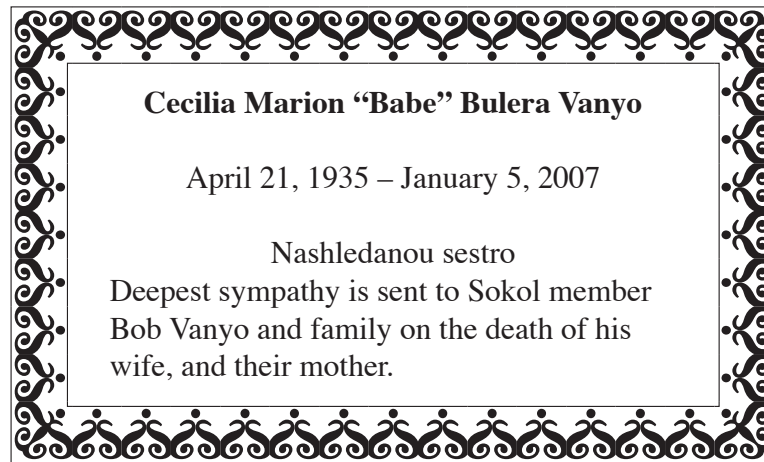 Cecilia Marion “Babe” Bulera Vanyo
April 21, 1935 – January 5, 2007
Nashledanou sestro
Deepest sympathy is sent to Sokol member
Bob Vanyo and family on the death of his
wife, and their mother.